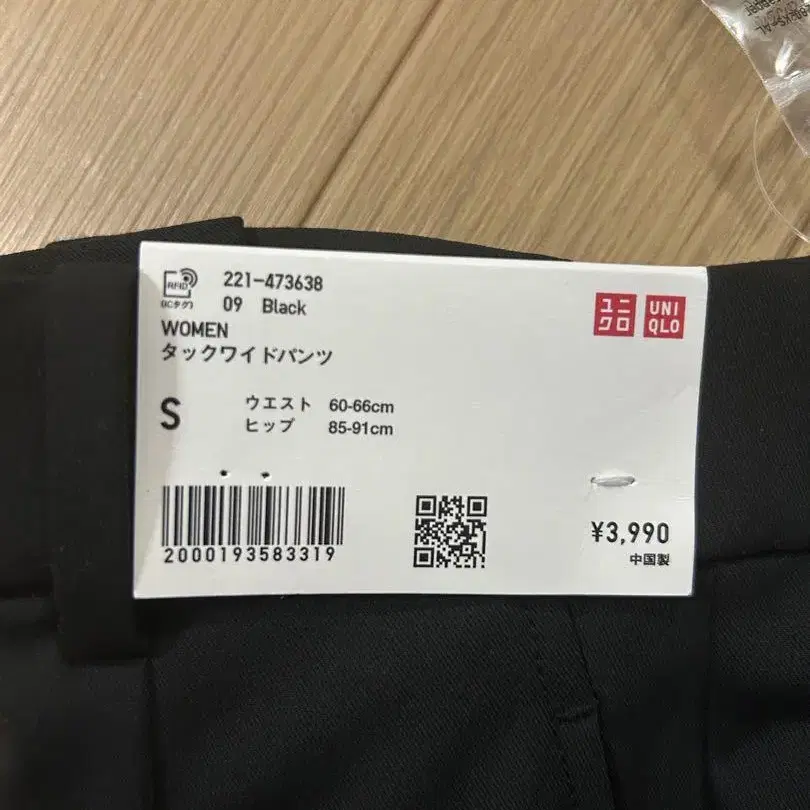 RFID
(ICタグ)
221-473638
09 Black
WOMEN
タックワイドパンツ
ユニクロ
UNIQLO
S
ウエスト 60-66cm
ヒップ 85-91cm
2000193583319
¥3,990
中国製